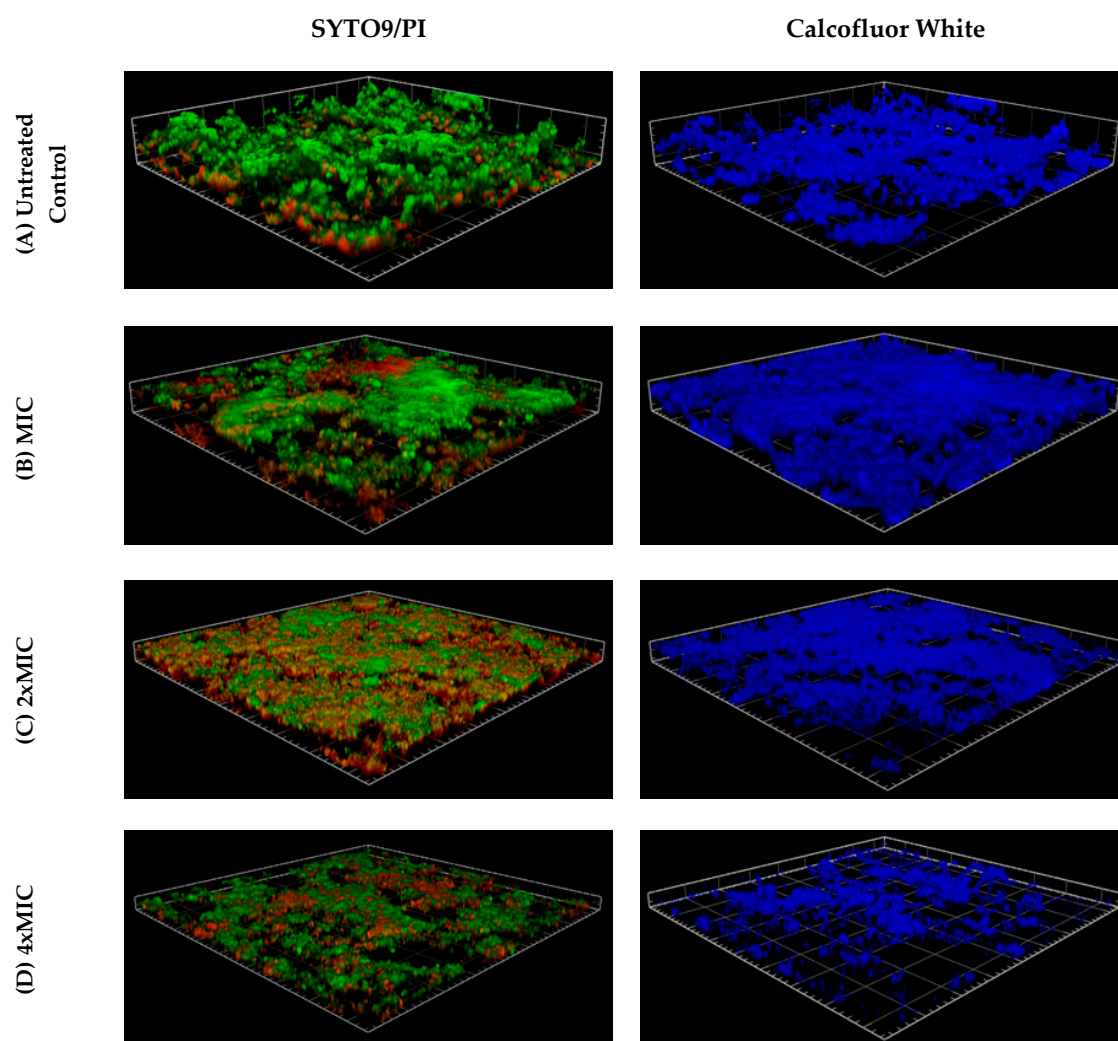 SYTO9/PI
Calcofluor White
(A) Untreated
Control
(B) MIC
(C) 2xMIC
(D) 4xMIC